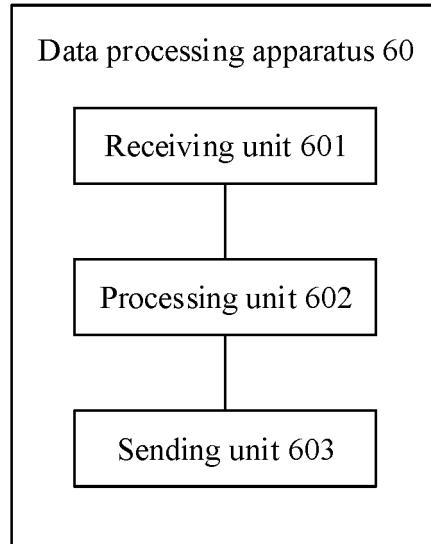 Data processing apparatus 60
Receiving unit 601
Processing unit 602
Sending unit 603